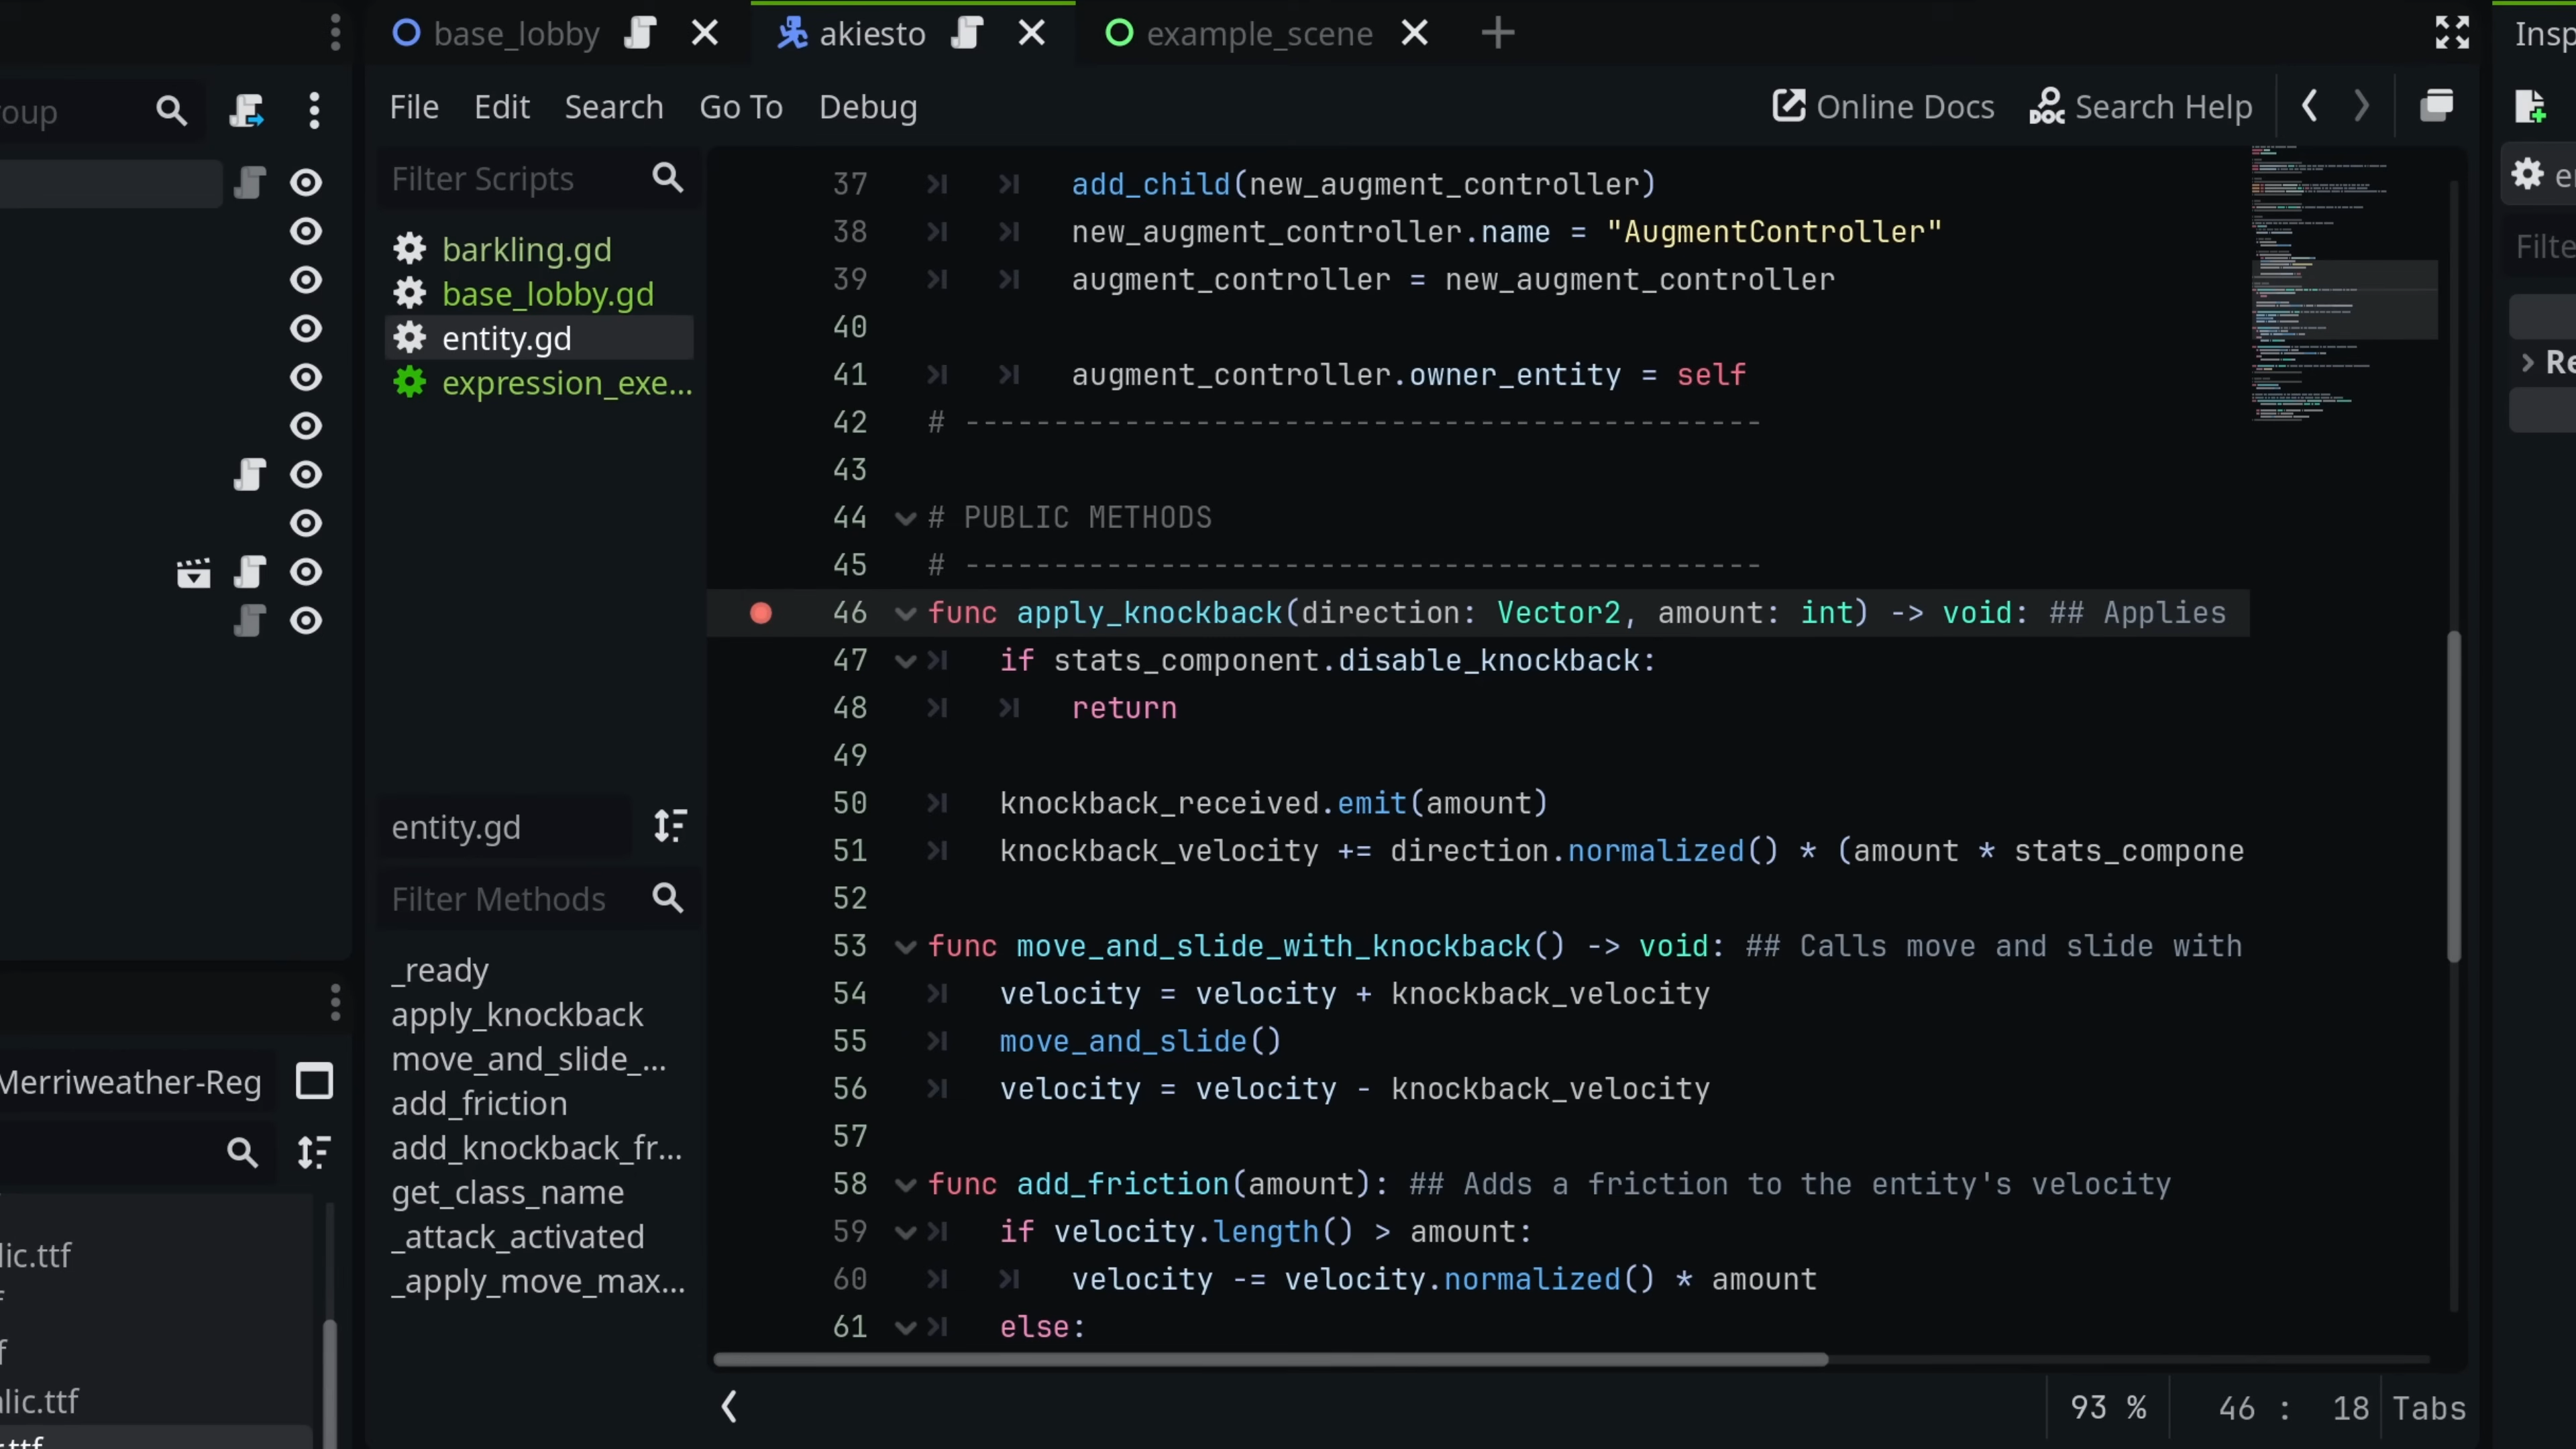 base_lobby
akiesto
example_scene
Insp
oup
File Edit Search Go To Debug
Online Docs
DOC Search Help
Filter Scripts
barkling.gd
base_lobby.gd
entity.gd
expression_exe...
entity.gd
Filter Methods
_ready
apply_knockback
move_and_slide_...
add_friction
add_knockback_fr...
get_class_name
_attack_activated
_apply_move_max...
Merriweather-Reg
lic.ttf
f
f
alic.ttf
.ttf
37 add_child(new_augment_controller)
38 new_augment_controller.name = "AugmentController"
39 augment_controller = new_augment_controller
40
41 augment_controller.owner_entity = self
42 # ---------------------------------------------
43
44 # PUBLIC METHODS
45 # ---------------------------------------------
46 func apply_knockback(direction: Vector2, amount: int) -> void: ## Applies
47 if stats_component.disable_knockback:
48 return
49
50 knockback_received.emit(amount)
51 knockback_velocity += direction.normalized() * (amount * stats_compone
52
53 func move_and_slide_with_knockback() -> void: ## Calls move and slide with
54 velocity = velocity + knockback_velocity
55 move_and_slide()
56 velocity = velocity - knockback_velocity
57
58 func add_friction(amount): ## Adds a friction to the entity's velocity
59 if velocity.length() > amount:
60 velocity -= velocity.normalized() * amount
61 else:
93 % 46 : 18 Tabs
e
Filte
Re